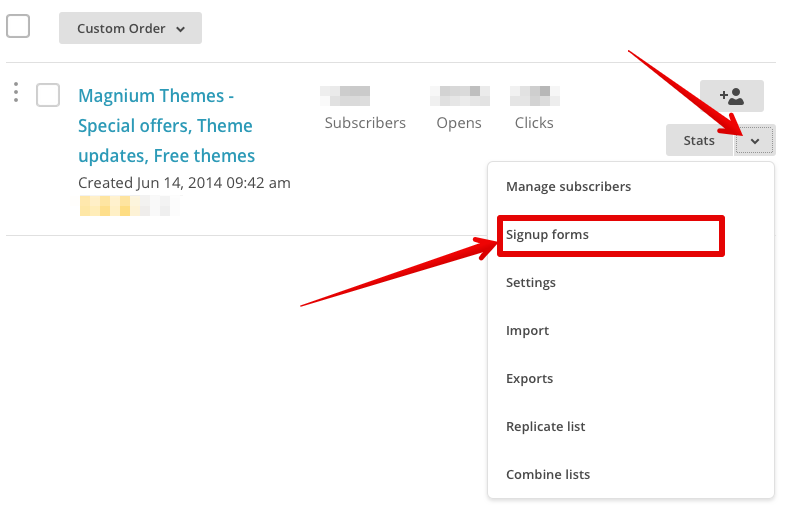 Custom Order
Magnium Themes -
Special offers, Theme
updates, Free themes
Created Jun 14, 2014 09:42 am
Subscribers
Opens
Clicks
Stats
Manage subscribers
Signup forms
Settings
Import
Exports
Replicate list
Combine lists